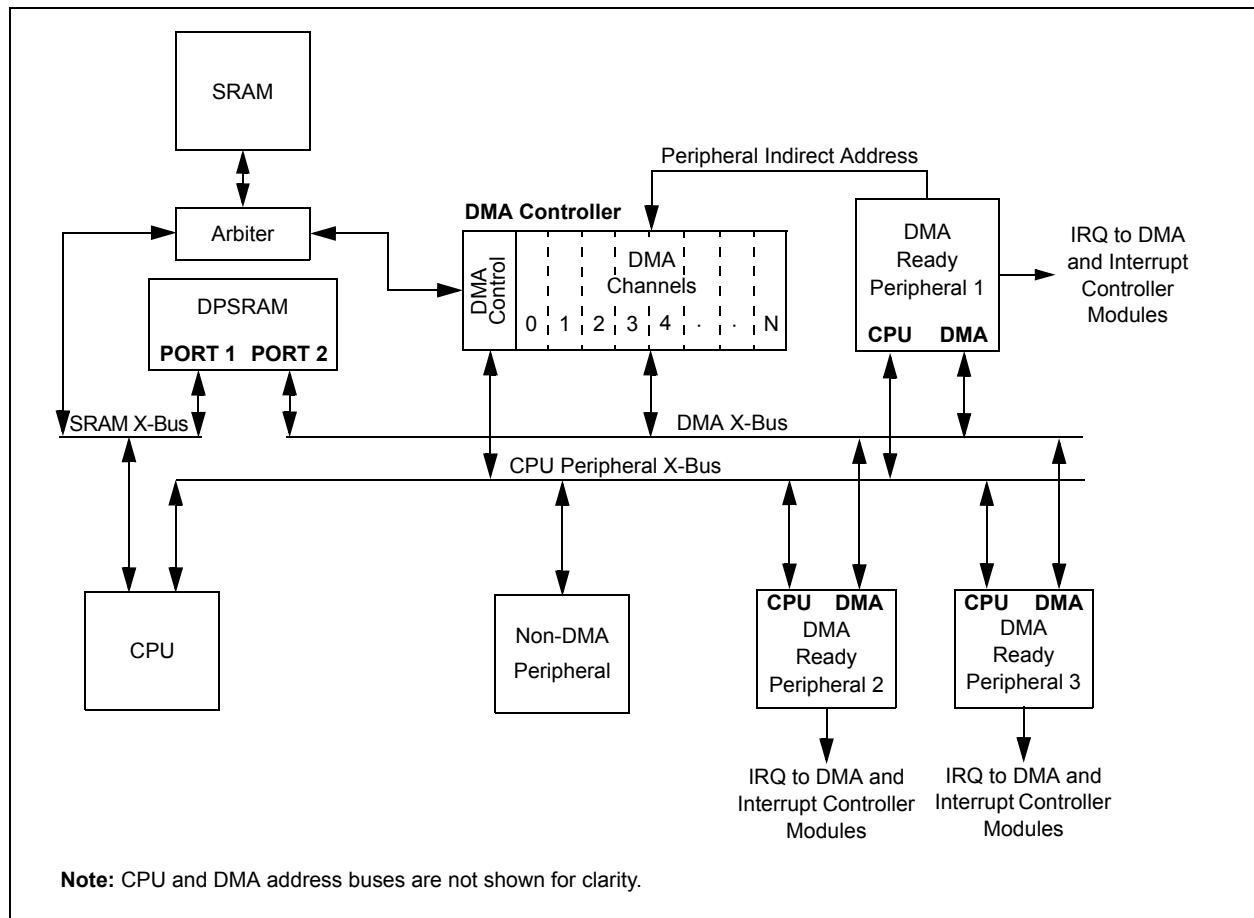 SRAM
Peripheral Indirect Address
DMA Controller
Arbiter
DMA Control
DMA
Channels
0 1 2 3 4 . . N
DMA
Ready
Peripheral 1
CPU DMA
IRQ to DMA
and Interrupt
Controller
Modules
DPSRAM
PORT 1 PORT 2
SRAM X-Bus
DMA X-Bus
CPU Peripheral X-Bus
CPU
Non-DMA
Peripheral
CPU DMA
DMA
Ready
Peripheral 2
CPU DMA
DMA
Ready
Peripheral 3
IRQ to DMA and
Interrupt Controller
Modules
IRQ to DMA and
Interrupt Controller
Modules
Note: CPU and DMA address buses are not shown for clarity.